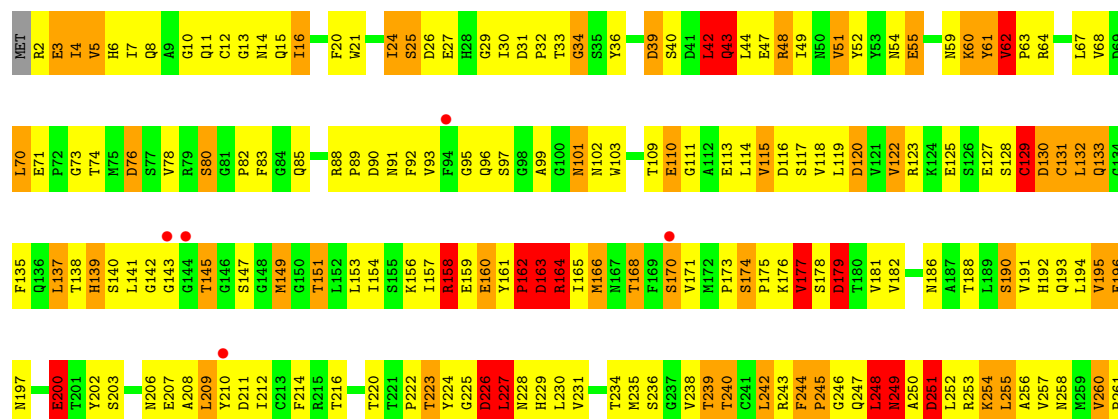 MET R2 E3 I4 V5 H6 I7 Q8 A9 G10 Q11 C12 G13 N14 Q15 I16 F20 W21 I24 S25 D26 E27 H28 G29 I30 D31 P32 T33 G34 S35 Y36 D39 S40 D41 L42 Q43 L44 E47 R48 I49 N50 V51 Y52 Y53 N54 E55 N59 K60 Y61 V62 P63 R64 L67 V68
L70 E71 P72 G73 T74 M75 D76 S77 V78 R79 S80 G81 P82 F83 G84 Q85 R88 P89 D90 N91 F92 V93 F94 G95 Q96 S97 G98 A99 G100 N101 N102 W103 T109 E110 G111 A112 E113 L114 V115 D116 S117 V118 L119 D120 V121 V122 R123 K124 E125 S126 E127 S128 C129 D130 C131 L132 Q133 G134
F135 Q136 L137 T138 H139 S140 L141 G142 G143 G144 T145 G146 S147 G148 M149 G150 T151 L152 L153 I154 S155 K156 I157 R158 E159 E160 Y161 P162 D163 R164 I165 M166 N167 T168 F169 S170 V171 M172 P173 S174 P175 K176 V177 S178 D179 T180 V181 V182 N186 A187 T188 L189 S190 V191 H192 Q193 L194 V195 E196
N197 E200 T201 Y202 S203 N206 E207 A208 L209 Y210 D211 I212 C213 F214 R215 T216 T220 T221 P222 T223 Y224 G225 D226 L227 N228 H229 L230 V231 T234 M235 S236 G237 V238 T239 T240 C241 L242 R243 F244 P245 G246 Q247 L248 N249 A250 D251 L252 R253 K254 L255 A256 V257 N258 M259 V260